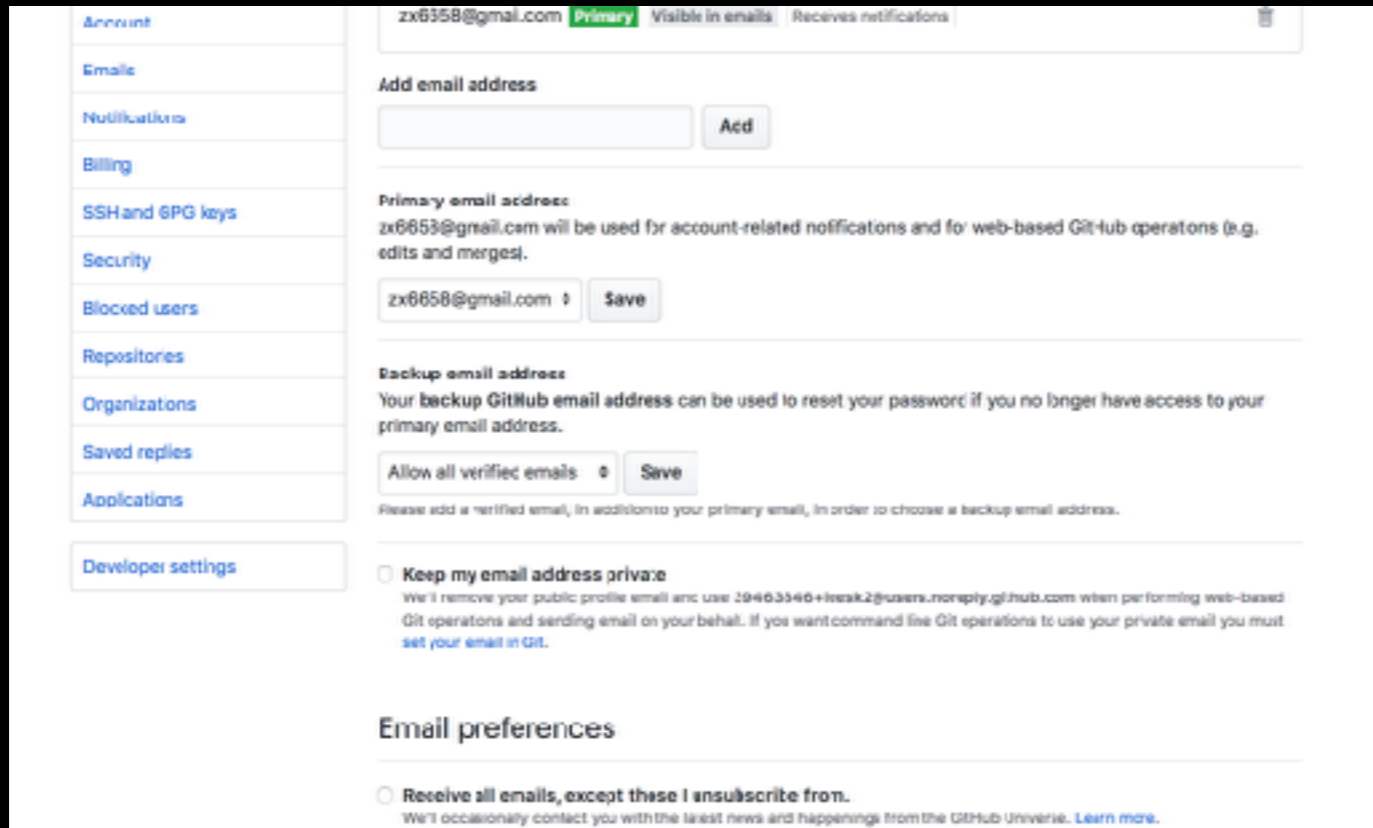 Account
Emails
Notifications
Billing
SSH and GPG keys
Security
Blocked users
Repositories
Organizations
Saved replies
Applications
Developer settings
Primary Visible in emails Receives notifications
Add email address
Add
Primary email address
will be used for account-related notifications and for web-based GitHub operations (e.g.
edits and merges).
zx6658@gmail.com Save
Backup email address
Your backup GitHub email address can be used to reset your password if you no longer have access to your
primary email address.
Allow all verified emails Save
Please add a verified email, in addition to your primary email, in order to choose a backup email address.
Keep my email address private
We'll remove your public profile email and use when performing web-based
Git operations and sending email on your behalf. If you want command line Git operations to use your private email you must
set your email in Git.
Email preferences
Receive all emails, except those I unsubscribe from.
We'll occasionally contact you with the latest news and happenings from the GitHub Universe. Learn more.